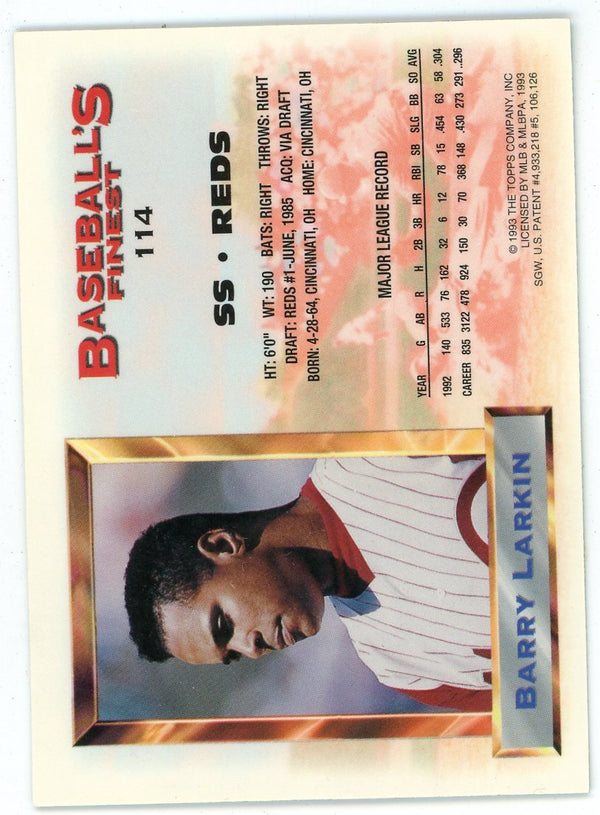 BASEBALL'S
FINEST
114
SS • REDS
HT: 6'0" WT: 190 BATS: RIGHT THROWS: RIGHT
DRAFT: REDS #1-JUNE, 1985 ACQ: VIA DRAFT
BORN: 4-28-64, CINCINNATI, OH HOME: CINCINNATI, OH
MAJOR LEAGUE RECORD
YEAR G AB R H 2B 3B HR RBI SB SLG BB SO AVG
1992 140 533 76 162 32 6 12 78 15 .454 63 58 .304
CAREER 835 3122 478 924 150 30 70 368 148 .430 273 291 .296
© 1993 THE TOPPS COMPANY, INC
LICENSED BY MLB & MLBPA, 1993
SGW, U.S. PATENT #4,933,218 #5, 106,126
BARRY LARKIN